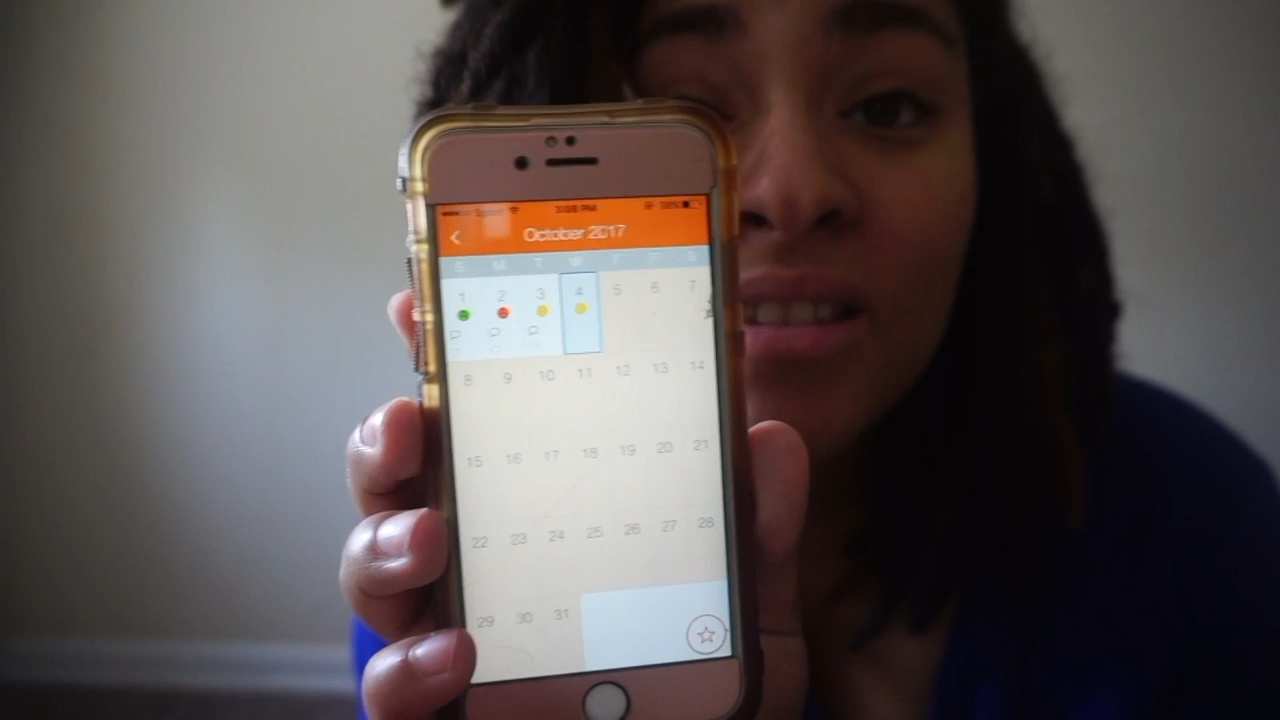 October 2017
S M T W T F S
1 2 3 4 5 6 7
8 9 10 11 12 13 14
15 16 17 18 19 20 21
22 23 24 25 26 27 28
29 30 31